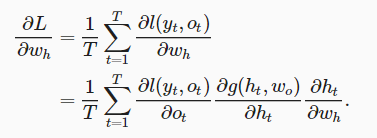 ∂L/∂w_h = 1/T ∑_{t=1}^{T} ∂l(y_t, o_t)/∂w_h
= 1/T ∑_{t=1}^{T} ∂l(y_t, o_t)/∂o_t ∂g(h_t, w_o)/∂h_t ∂h_t/∂w_h.